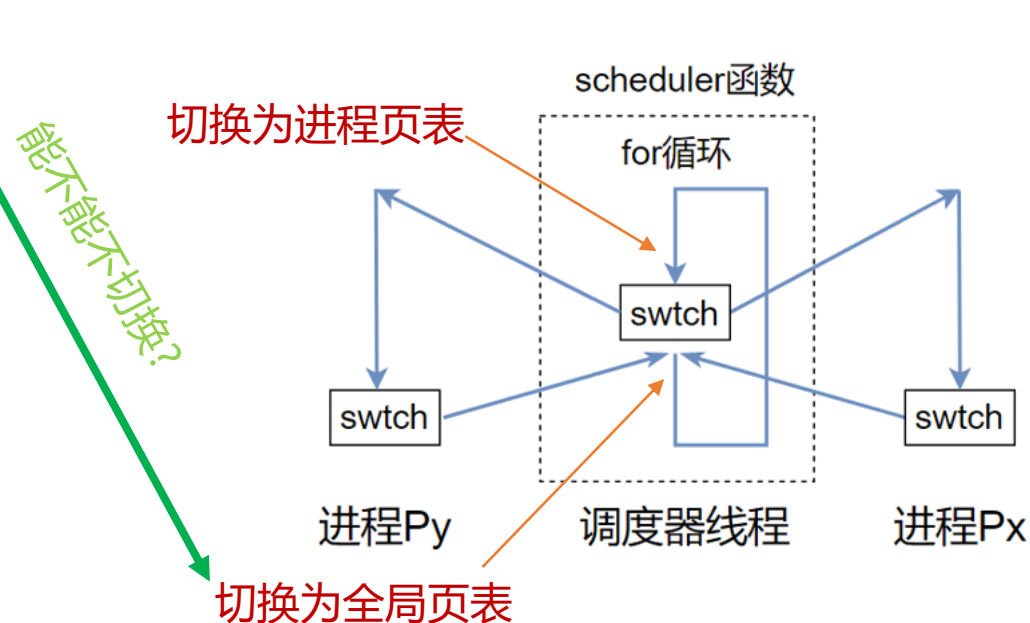 scheduler函数
切换为进程页表
for循环
能不能不切换?
swtch
swtch
swtch
进程Py
调度器线程
进程Px
切换为全局页表